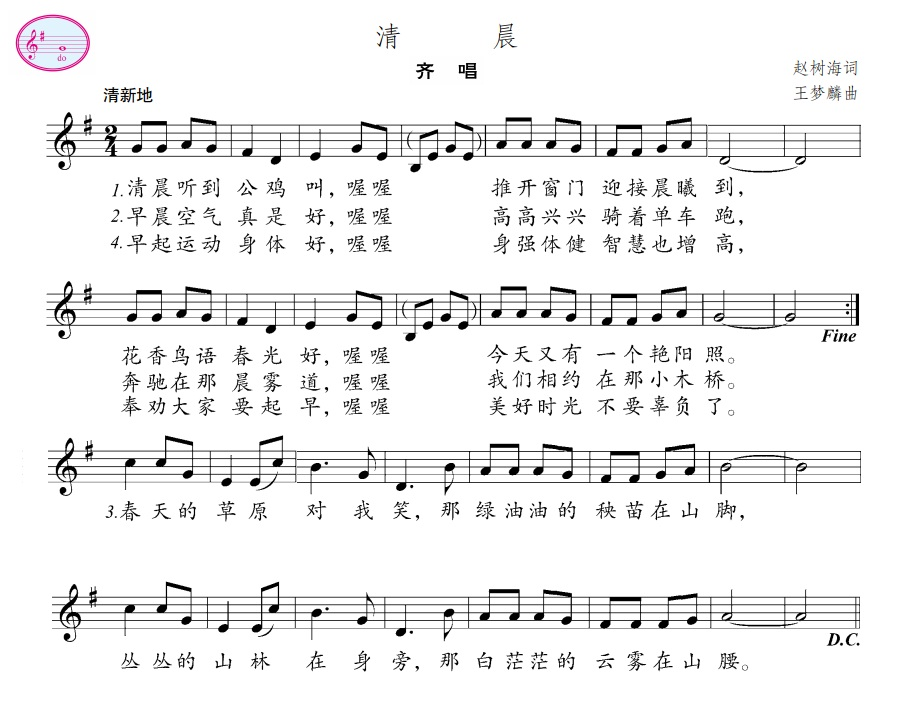 do
清 晨
齐 唱
赵树海词
清新地
王梦麟曲
2
4
1.清晨听到 公鸡 叫,喔喔 推开窗门 迎接晨曦 到,
2.早晨空气 真是 好,喔喔 高高兴兴 骑着单车 跑,
4.早起运动 身体 好,喔喔 身强体健 智慧也增 高,
Fine
花香鸟语 春光 好,喔喔 今天又有 一个艳阳 照。
奔驰在那 晨雾 道,喔喔 我们相约 在那小木 桥。
奉劝大家 要起 早,喔喔 美好时光 不要辜负 了。
3.春天的 草原 对 我 笑,那 绿油油的 秧苗在山 脚,
D.C.
丛丛的 山林 在 身 旁,那 白茫茫的 云雾在山 腰。